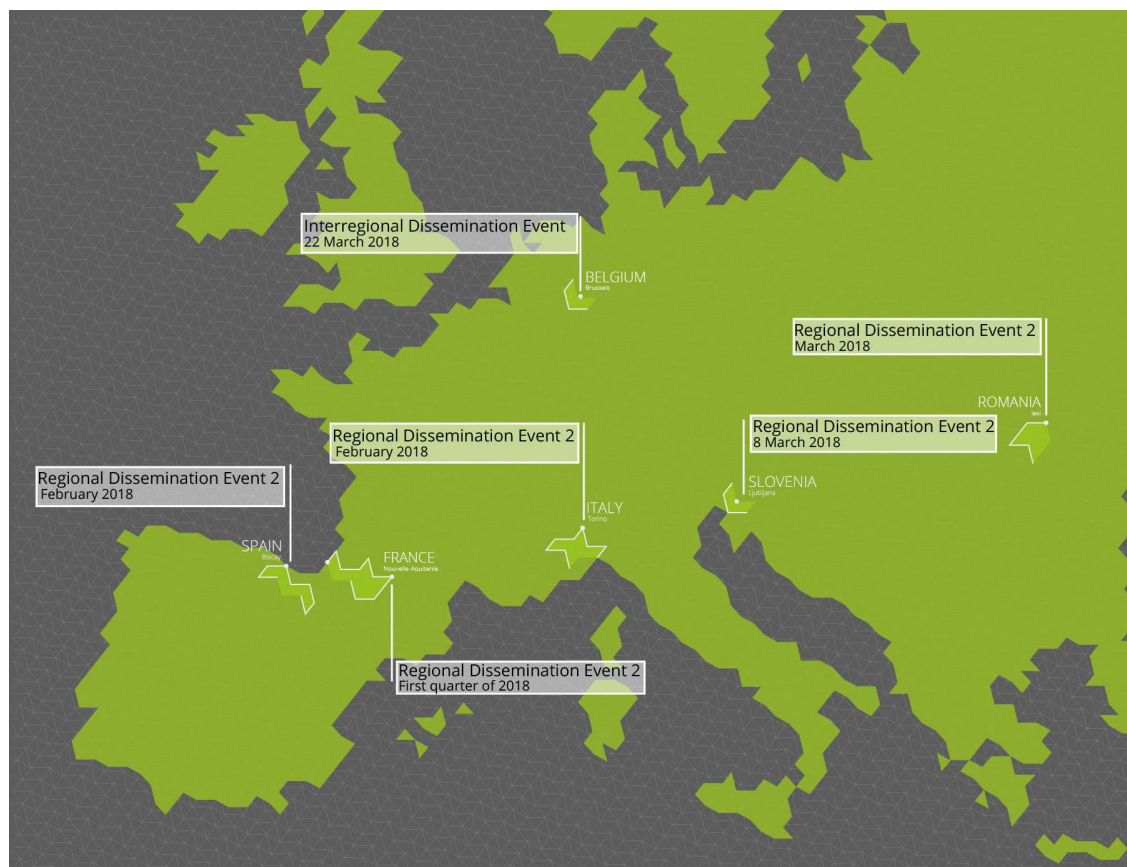 Interregional Dissemination Event
22 March 2018
BELGIUM
Brussels
Regional Dissemination Event 2
March 2018
ROMANIA
Iasi
Regional Dissemination Event 2
February 2018
Regional Dissemination Event 2
8 March 2018
Regional Dissemination Event 2
February 2018
SLOVENIA
Ljubljana
ITALY
Torino
SPAIN
Biscay
FRANCE
Nouvelle Aquitania
Regional Dissemination Event 2
First quarter of 2018